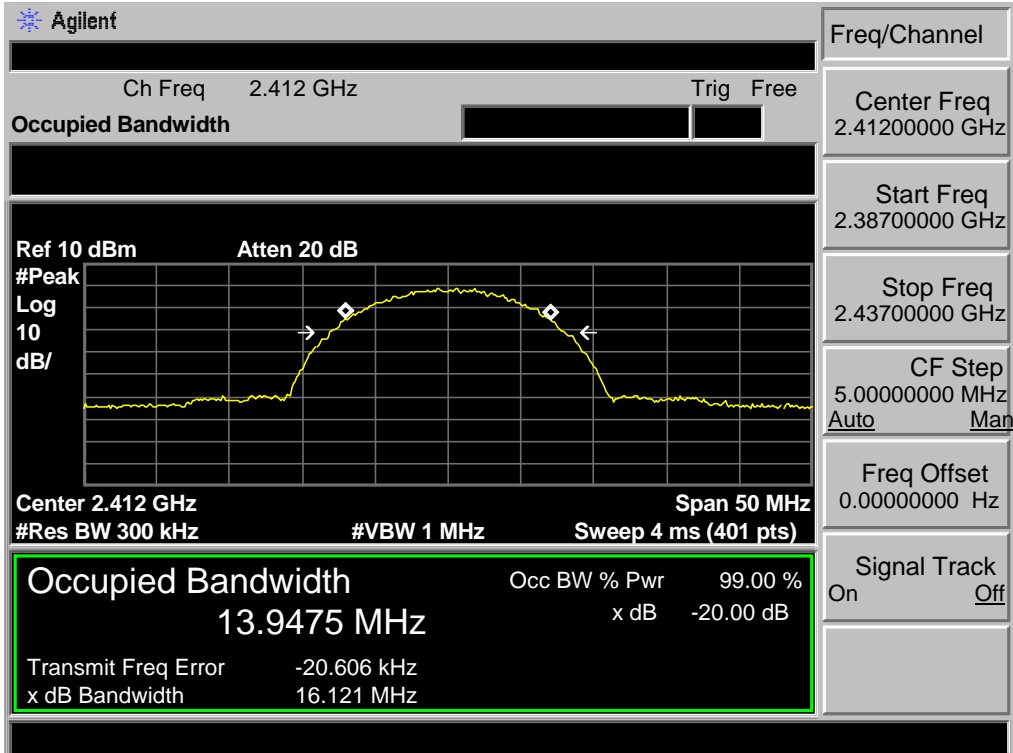 Agilent
Freq/Channel
Ch Freq 2.412 GHz Trig Free
Occupied Bandwidth
Center Freq
2.41200000 GHz
Start Freq
2.38700000 GHz
Ref 10 dBm Atten 20 dB
#Peak
Log
10
dB/
Stop Freq
2.43700000 GHz
CF Step
5.00000000 MHz
Auto Man
Center 2.412 GHz Span 50 MHz
#Res BW 300 kHz #VBW 1 MHz Sweep 4 ms (401 pts)
Freq Offset
0.00000000 Hz
Occupied Bandwidth Occ BW % Pwr 99.00 %
13.9475 MHz x dB -20.00 dB
Transmit Freq Error -20.606 kHz
x dB Bandwidth 16.121 MHz
Signal Track
On Off